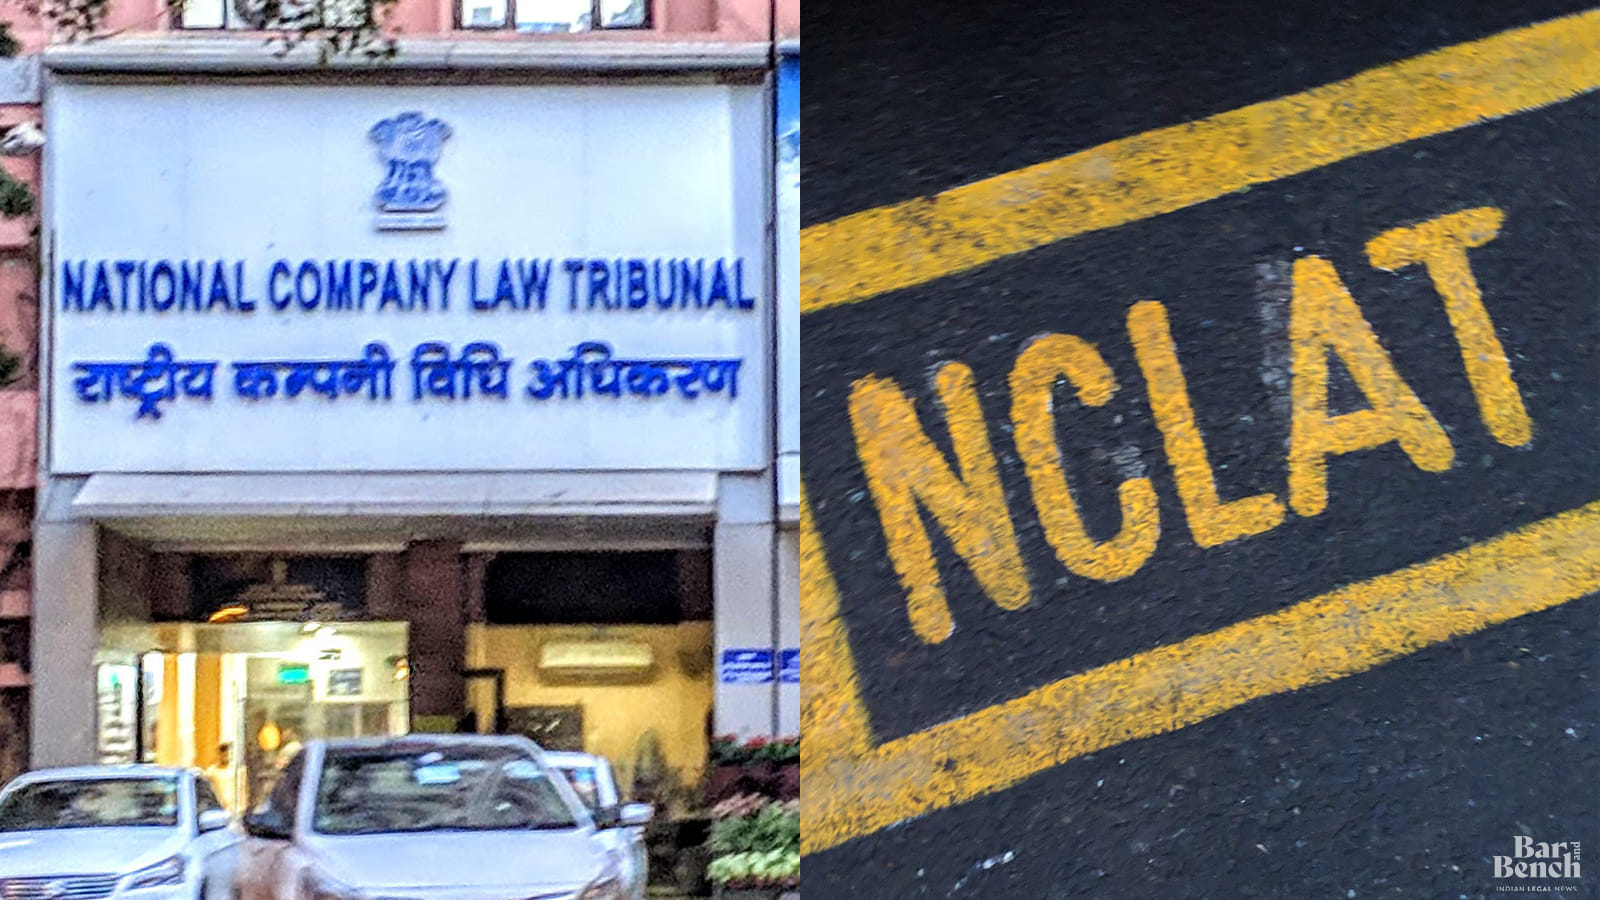 NATIONAL COMPANY LAW TRIBUNAL
राष्ट्रीय कम्पनी विधि अधिकरण
NCLAT
Bar and
Bench
INDIAN LEGAL NEWS